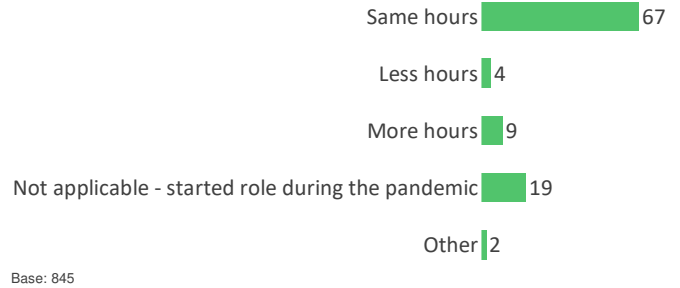 Same hours 67
Less hours 4
More hours 9
Not applicable - started role during the pandemic 19
Other 2
Base: 845